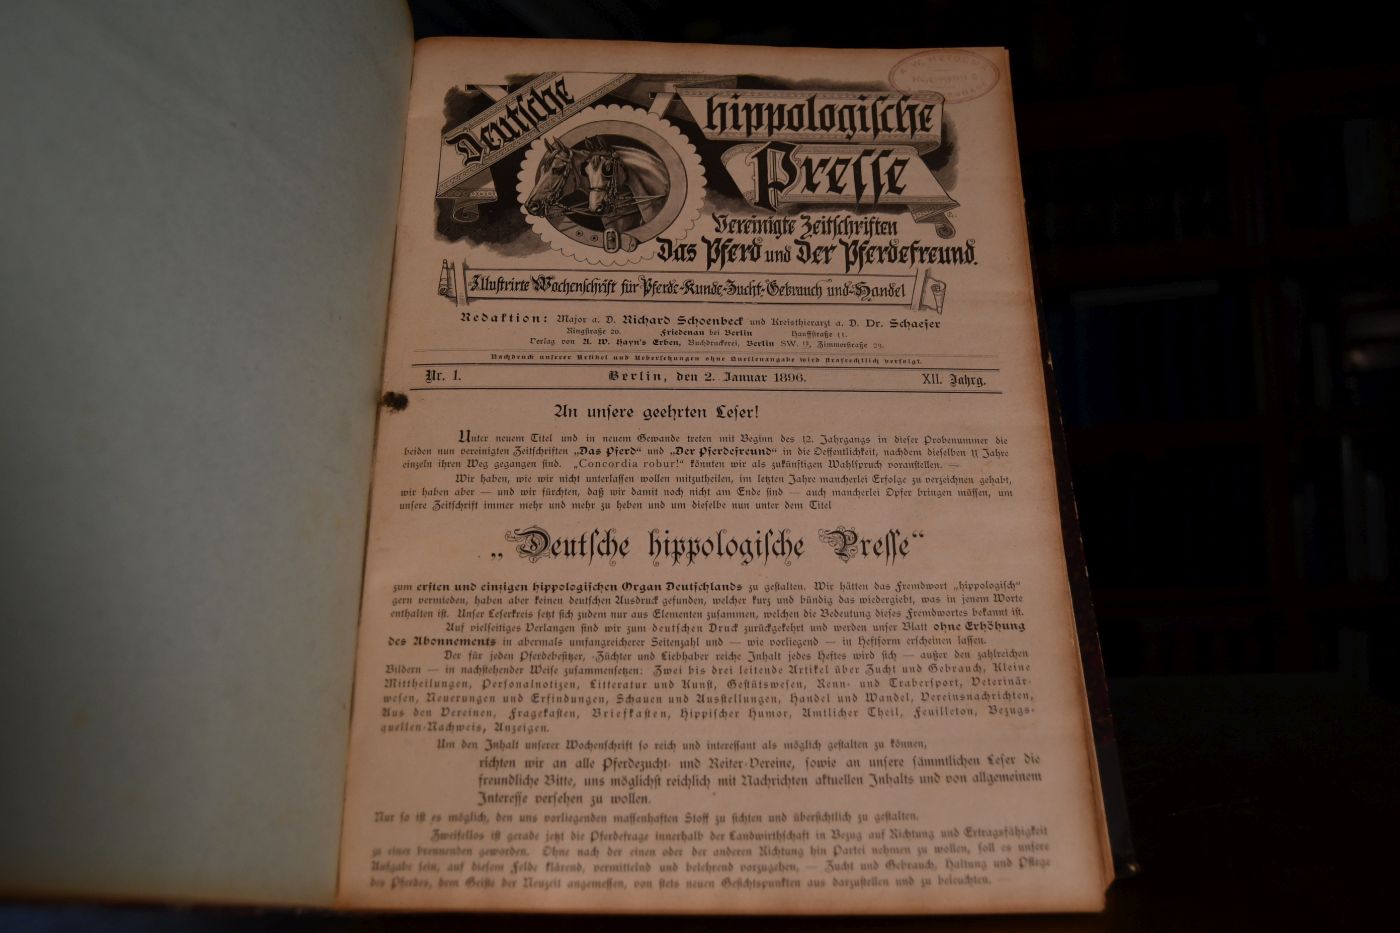 Deutsche
hippologische
Presse
Vereinigte Zeitschriften
Das Pferd und Der Pferdefreund.
Illustrirte Wochenschrift für Pferde-Kunde, Zucht, Gebrauch und Handel
Redaktion: Major a. D. Richard Schoenbeck und Kreisthierarzt a. D. Dr. Schaefer
Ringstraße 20. Friedenau bei Berlin Hauffstraße 11.
Verlag von A. W. Hayn's Erben, Buchdruckerei, Berlin SW. 12, Zimmerstraße 29.
Nachdruck unserer Artikel und Uebersetzungen ohne Quellenangabe wird strafrechtlich verfolgt.
Nr. 1. Berlin, den 2. Januar 1896. XII. Jahrg.
An unsere geehrten Leser!
Unter neuem Titel und in neuem Gewande treten mit Beginn des 12. Jahrgangs in dieser Probenummer die
beiden nun vereinigten Zeitschriften „Das Pferd“ und „Der Pferdefreund“ in die Oeffentlichkeit, nachdem dieselben 11 Jahre
einzeln ihren Weg gegangen sind. „Concordia robur!“ könnten wir als zukünftigen Wahlspruch voranstellen. —
Wir haben, wie wir nicht unterlassen wollen mitzutheilen, im letzten Jahre mancherlei Erfolge zu verzeichnen gehabt,
wir haben aber — und wir fürchten, daß wir damit noch nicht am Ende sind — auch mancherlei Opfer bringen müssen, um
unsere Zeitschrift immer mehr und mehr zu heben und um dieselbe nun unter dem Titel
„Deutsche hippologische Presse“
zum ersten und einzigen hippologischen Organ Deutschlands zu gestalten. Wir hätten das Fremdwort „hippologisch“
gern vermieden, haben aber keinen deutschen Ausdruck gefunden, welcher kurz und bündig das wiedergiebt, was in jenem Worte
enthalten ist. Unser Leserkreis setzt sich zudem nur aus Elementen zusammen, welchen die Bedeutung dieses Fremdwortes bekannt ist.
Auf vielseitiges Verlangen sind wir zum deutschen Druck zurückgekehrt und werden unser Blatt ohne Erhöhung
des Abonnements in abermals umfangreicherer Seitenzahl und — wie vorliegend — in Heftform erscheinen lassen.
Der für jeden Pferdebesitzer, -Züchter und Liebhaber reiche Inhalt jedes Heftes wird sich — außer den zahlreichen
Bildern — in nachstehender Weise zusammensetzen: Zwei bis drei leitende Artikel über Zucht und Gebrauch, Kleine
Mittheilungen, Personalnotizen, Litteratur und Kunst, Gestütswesen, Renn- und Trabersport, Veterinär-
wesen, Neuerungen und Erfindungen, Schauen und Ausstellungen, Handel und Wandel, Vereinsnachrichten,
Aus den Vereinen, Fragekasten, Briefkasten, Hippischer Humor, Amtlicher Theil, Feuilleton, Bezugs-
quellen-Nachweis, Anzeigen.
Um den Inhalt unserer Wochenschrift so reich und interessant als möglich gestalten zu können,
richten wir an alle Pferdezucht- und Reiter-Vereine, sowie an unsere sämmtlichen Leser die
freundliche Bitte, uns möglichst reichlich mit Nachrichten aktuellen Inhalts und von allgemeinem
Interesse versehen zu wollen.
Nur so ist es möglich, den uns vorliegenden massenhaften Stoff zu sichten und übersichtlich zu gestalten.
Zweifellos ist gerade jetzt die Pferdefrage innerhalb der Landwirthschaft in Bezug auf Richtung und Ertragsfähigkeit
zu einer brennenden geworden. Ohne nach der einen oder der anderen Richtung hin Partei nehmen zu wollen, soll es unsere
Aufgabe sein, auf diesem Felde klärend, vermittelnd und belehrend vorzugehen, — Zucht und Gebrauch, Haltung und Pflege
des Pferdes, dem Geiste der Neuzeit angemessen, von stets neuen Gesichtspunkten aus darzustellen und zu beleuchten. —